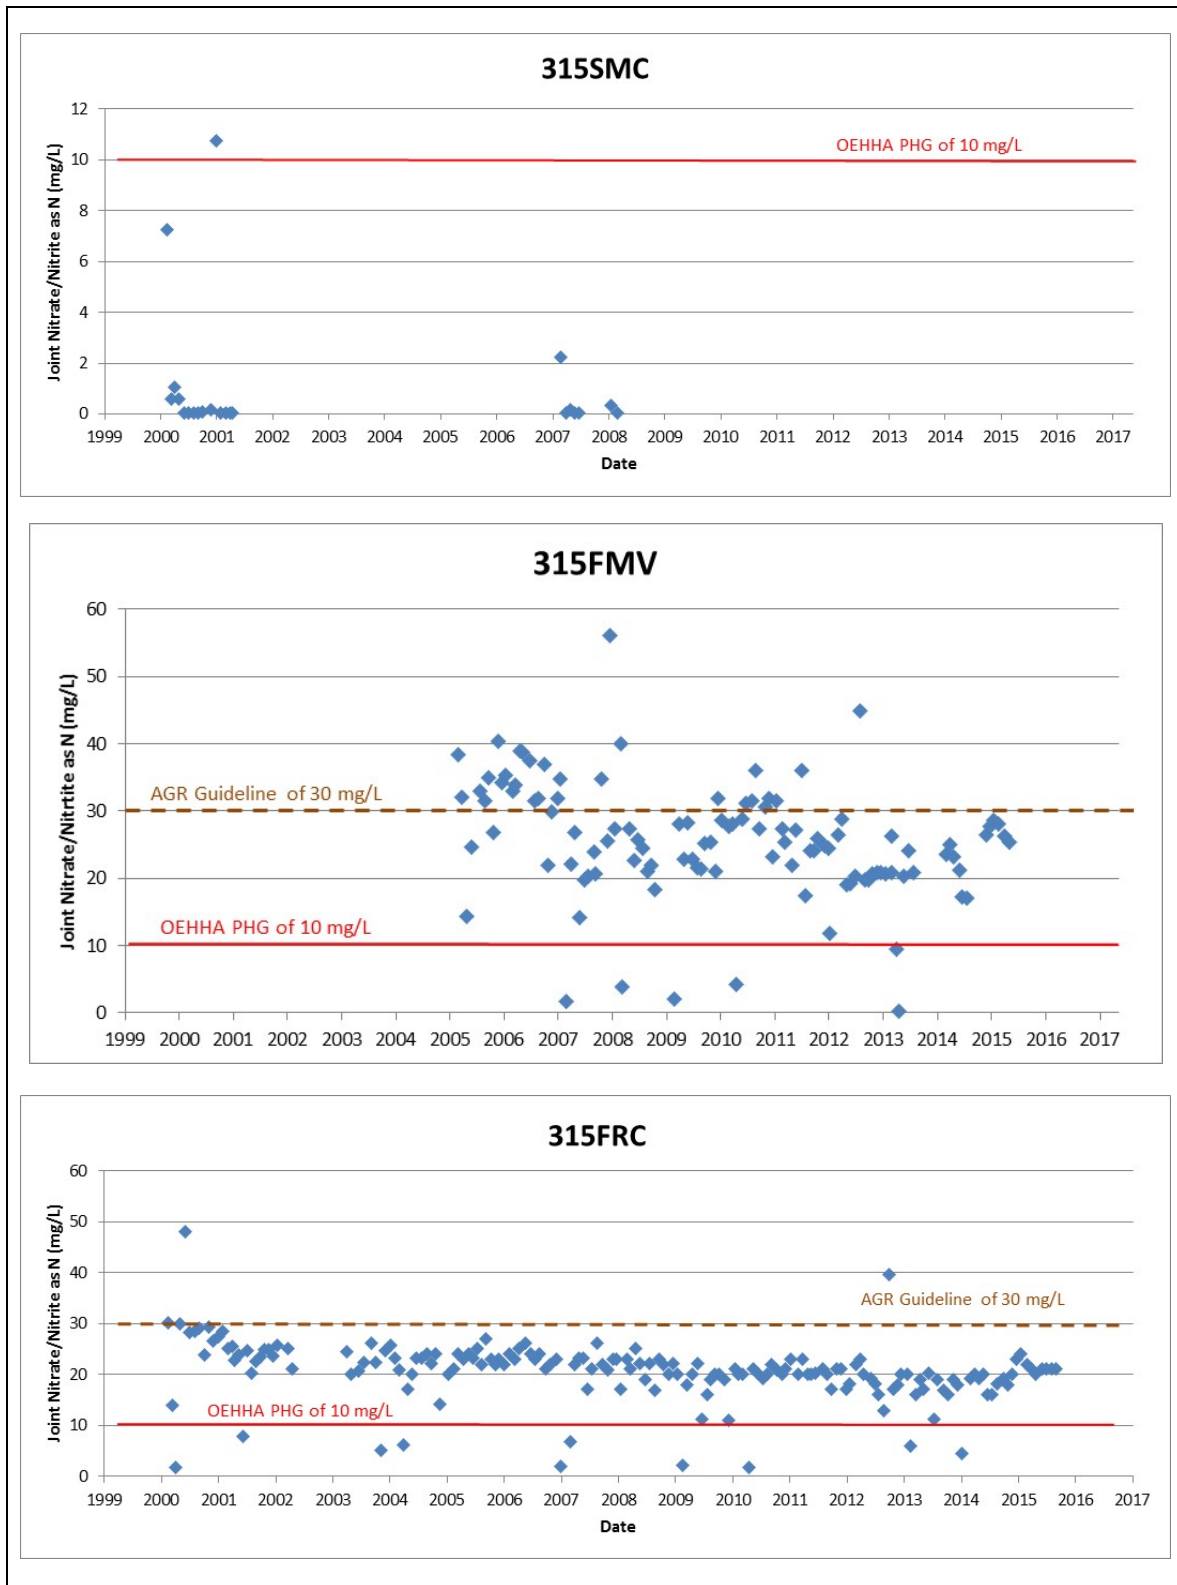 315SMC
Joint Nitrate/Nitrite as N (mg/L)
12
10
8
6
4
2
0
OEHHA PHG of 10 mg/L
1999 2000 2001 2002 2003 2004 2005 2006 2007 2008 2009 2010 2011 2012 2013 2014 2015 2016 2017
Date
315FMV
Joint Nitrate/Nirtite as N (mg/L)
60
50
40
30
20
10
0
AGR Guideline of 30 mg/L
OEHHA PHG of 10 mg/L
1999 2000 2001 2002 2003 2004 2005 2006 2007 2008 2009 2010 2011 2012 2013 2014 2015 2016 2017
315FRC
Joint Nitrate/Nitrite as N (mg/L)
60
50
40
30
20
10
0
AGR Guideline of 30 mg/L
OEHHA PHG of 10 mg/L
1999 2000 2001 2002 2003 2004 2005 2006 2007 2008 2009 2010 2011 2012 2013 2014 2015 2016 2017
Date